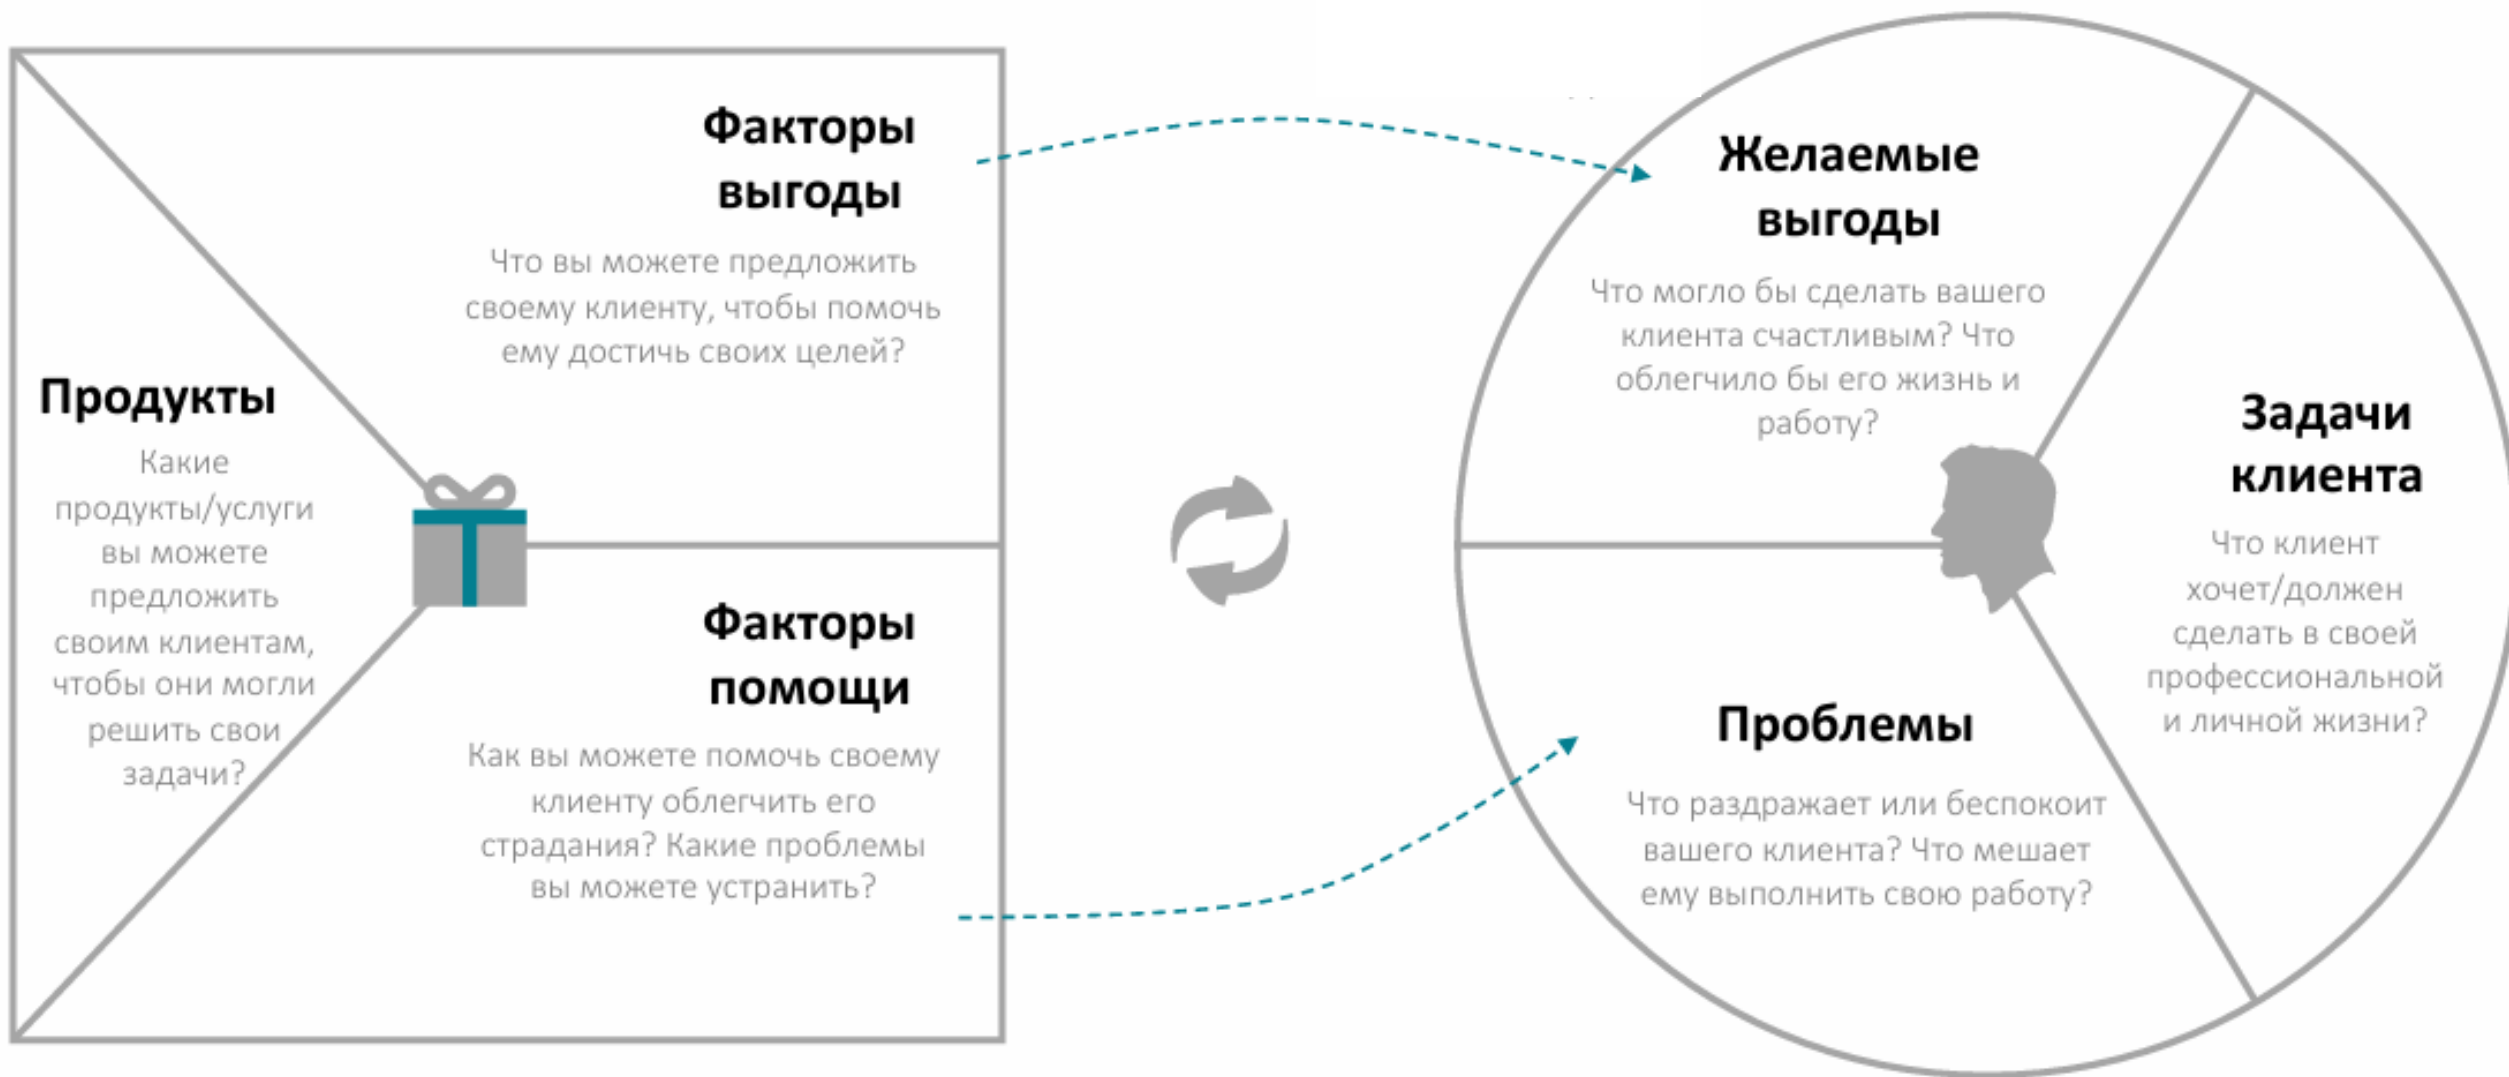 Факторы
выгоды
Что вы можете предложить
своему клиенту, чтобы помочь
ему достичь своих целей?
Продукты
Какие
продукты/услуги
вы можете
предложить
своим клиентам,
чтобы они могли
решить свои
задачи?
Факторы
помощи
Как вы можете помочь своему
клиенту облегчить его
страдания? Какие проблемы
вы можете устранить?
Желаемые
выгоды
Что могло бы сделать вашего
клиента счастливым? Что
облегчило бы его жизнь и
работу?
Задачи
клиента
Что клиент
хочет/должен
сделать в своей
профессиональной
и личной жизни?
Проблемы
Что раздражает или беспокоит
вашего клиента? Что мешает
ему выполнить свою работу?